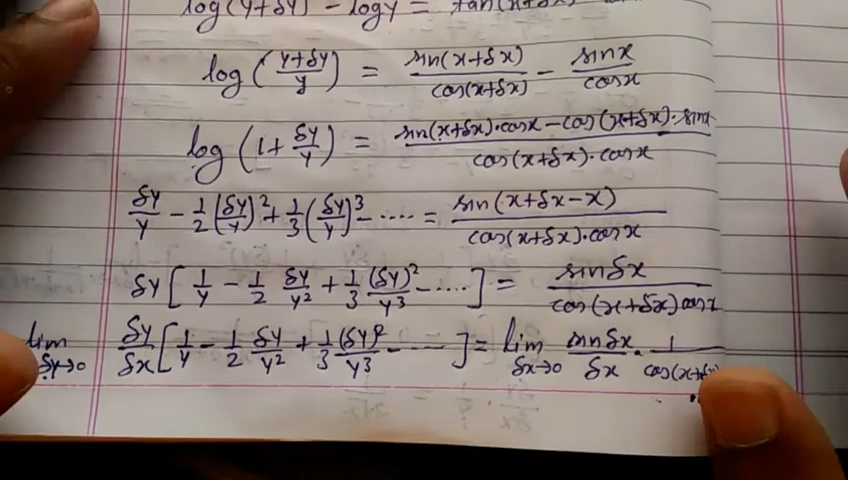 log(y+δy) - logy = tan(x+δx)
log ((y+δy)/y) = sin(x+δx)/cos(x+δx) - sinx/cosx
log (1+ δy/y) = (sin(x+δx)·cosx - cos(x+δx)·sinx)/(cos(x+δx)·cosx)
δy/y - 1/2 (δy/y)² + 1/3 (δy/y)³ - ···· = sin(x+δx-x)/(cos(x+δx)·cosx)
δy [ 1/y - 1/2 δy/y² + 1/3 (δy)²/y³ - ···· ] = sinδx/(cos(x+δx)cosx)
lim δy→0 δy/δx [ 1/y - 1/2 δy/y² + 1/3 (δy)²/y³ - ····· ] = lim δx→0 sinδx/δx · 1/cos(x+δx)